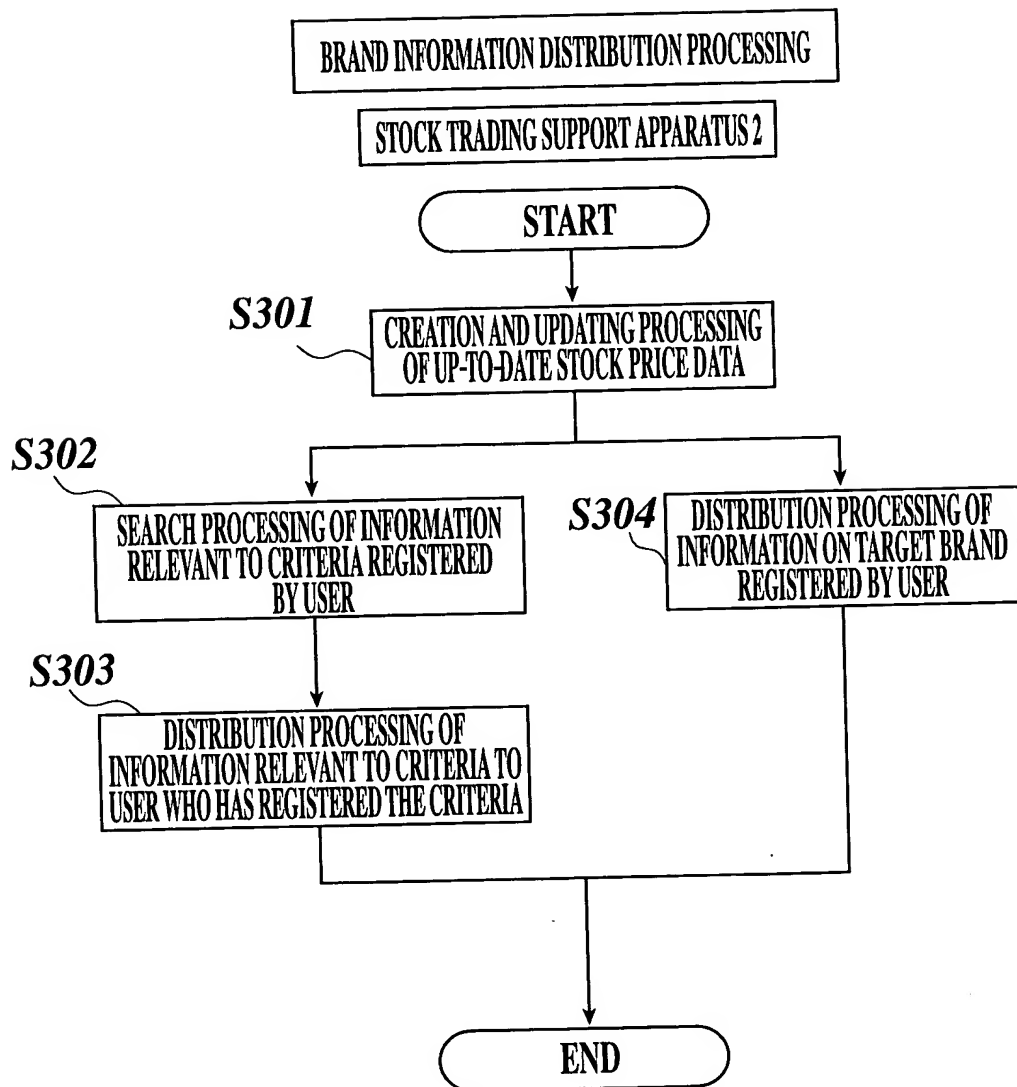 BRAND INFORMATION DISTRIBUTION PROCESSING
STOCK TRADING SUPPORT APPARATUS 2
START
S301
CREATION AND UPDATING PROCESSING
OF UP-TO-DATE STOCK PRICE DATA
S302
SEARCH PROCESSING OF INFORMATION
RELEVANT TO CRITERIA REGISTERED
BY USER
S304
DISTRIBUTION PROCESSING OF
INFORMATION ON TARGET BRAND
REGISTERED BY USER
S303
DISTRIBUTION PROCESSING OF
INFORMATION RELEVANT TO CRITERIA TO
USER WHO HAS REGISTERED THE CRITERIA
END